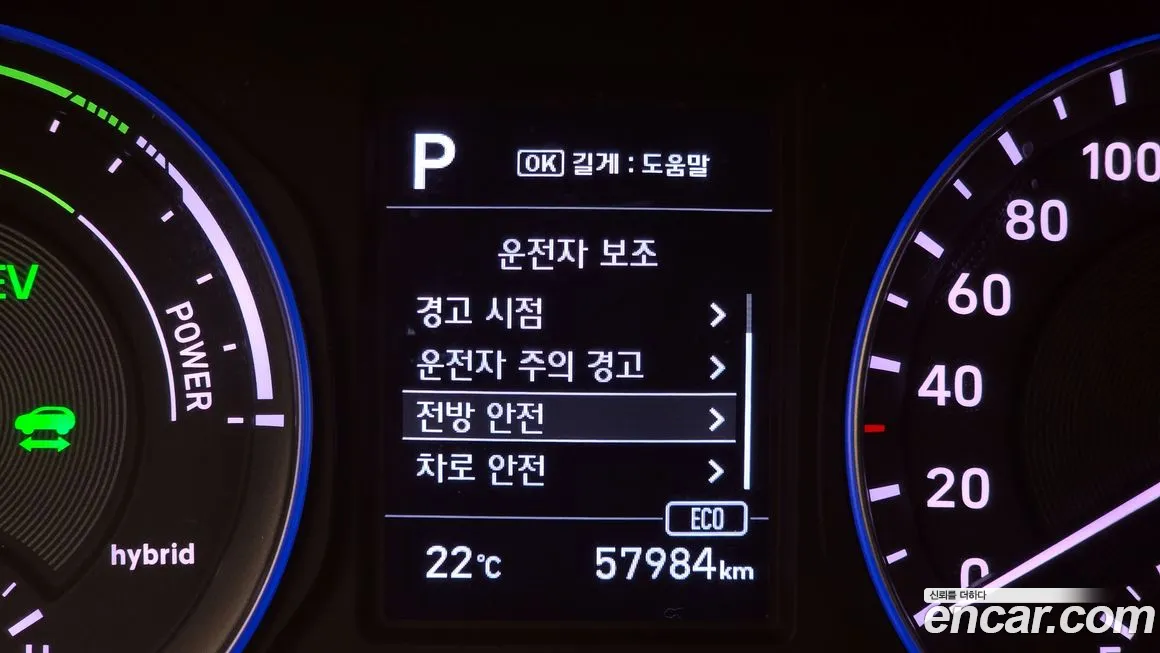 P
OK 길게 : 도움말
운전자 보조
경고 시점
운전자 주의 경고
전방 안전
차로 안전
ECO
22℃ 57984km
EV
POWER
hybrid
100
80
60
40
20
0
신뢰를 더하다
encar.com